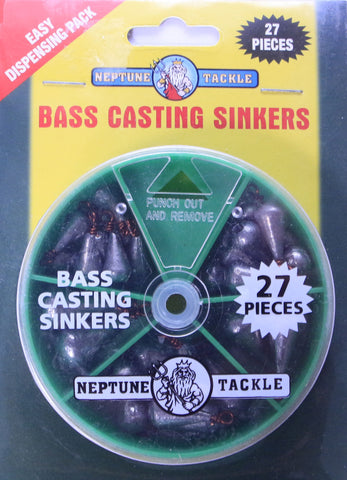 EASY
DISPENSING PACK
27
PIECES
NEPTUNE TACKLE
BASS CASTING SINKERS
PUNCH OUT
AND REMOVE
BASS
CASTING
SINKERS
27
PIECES
NEPTUNE TACKLE